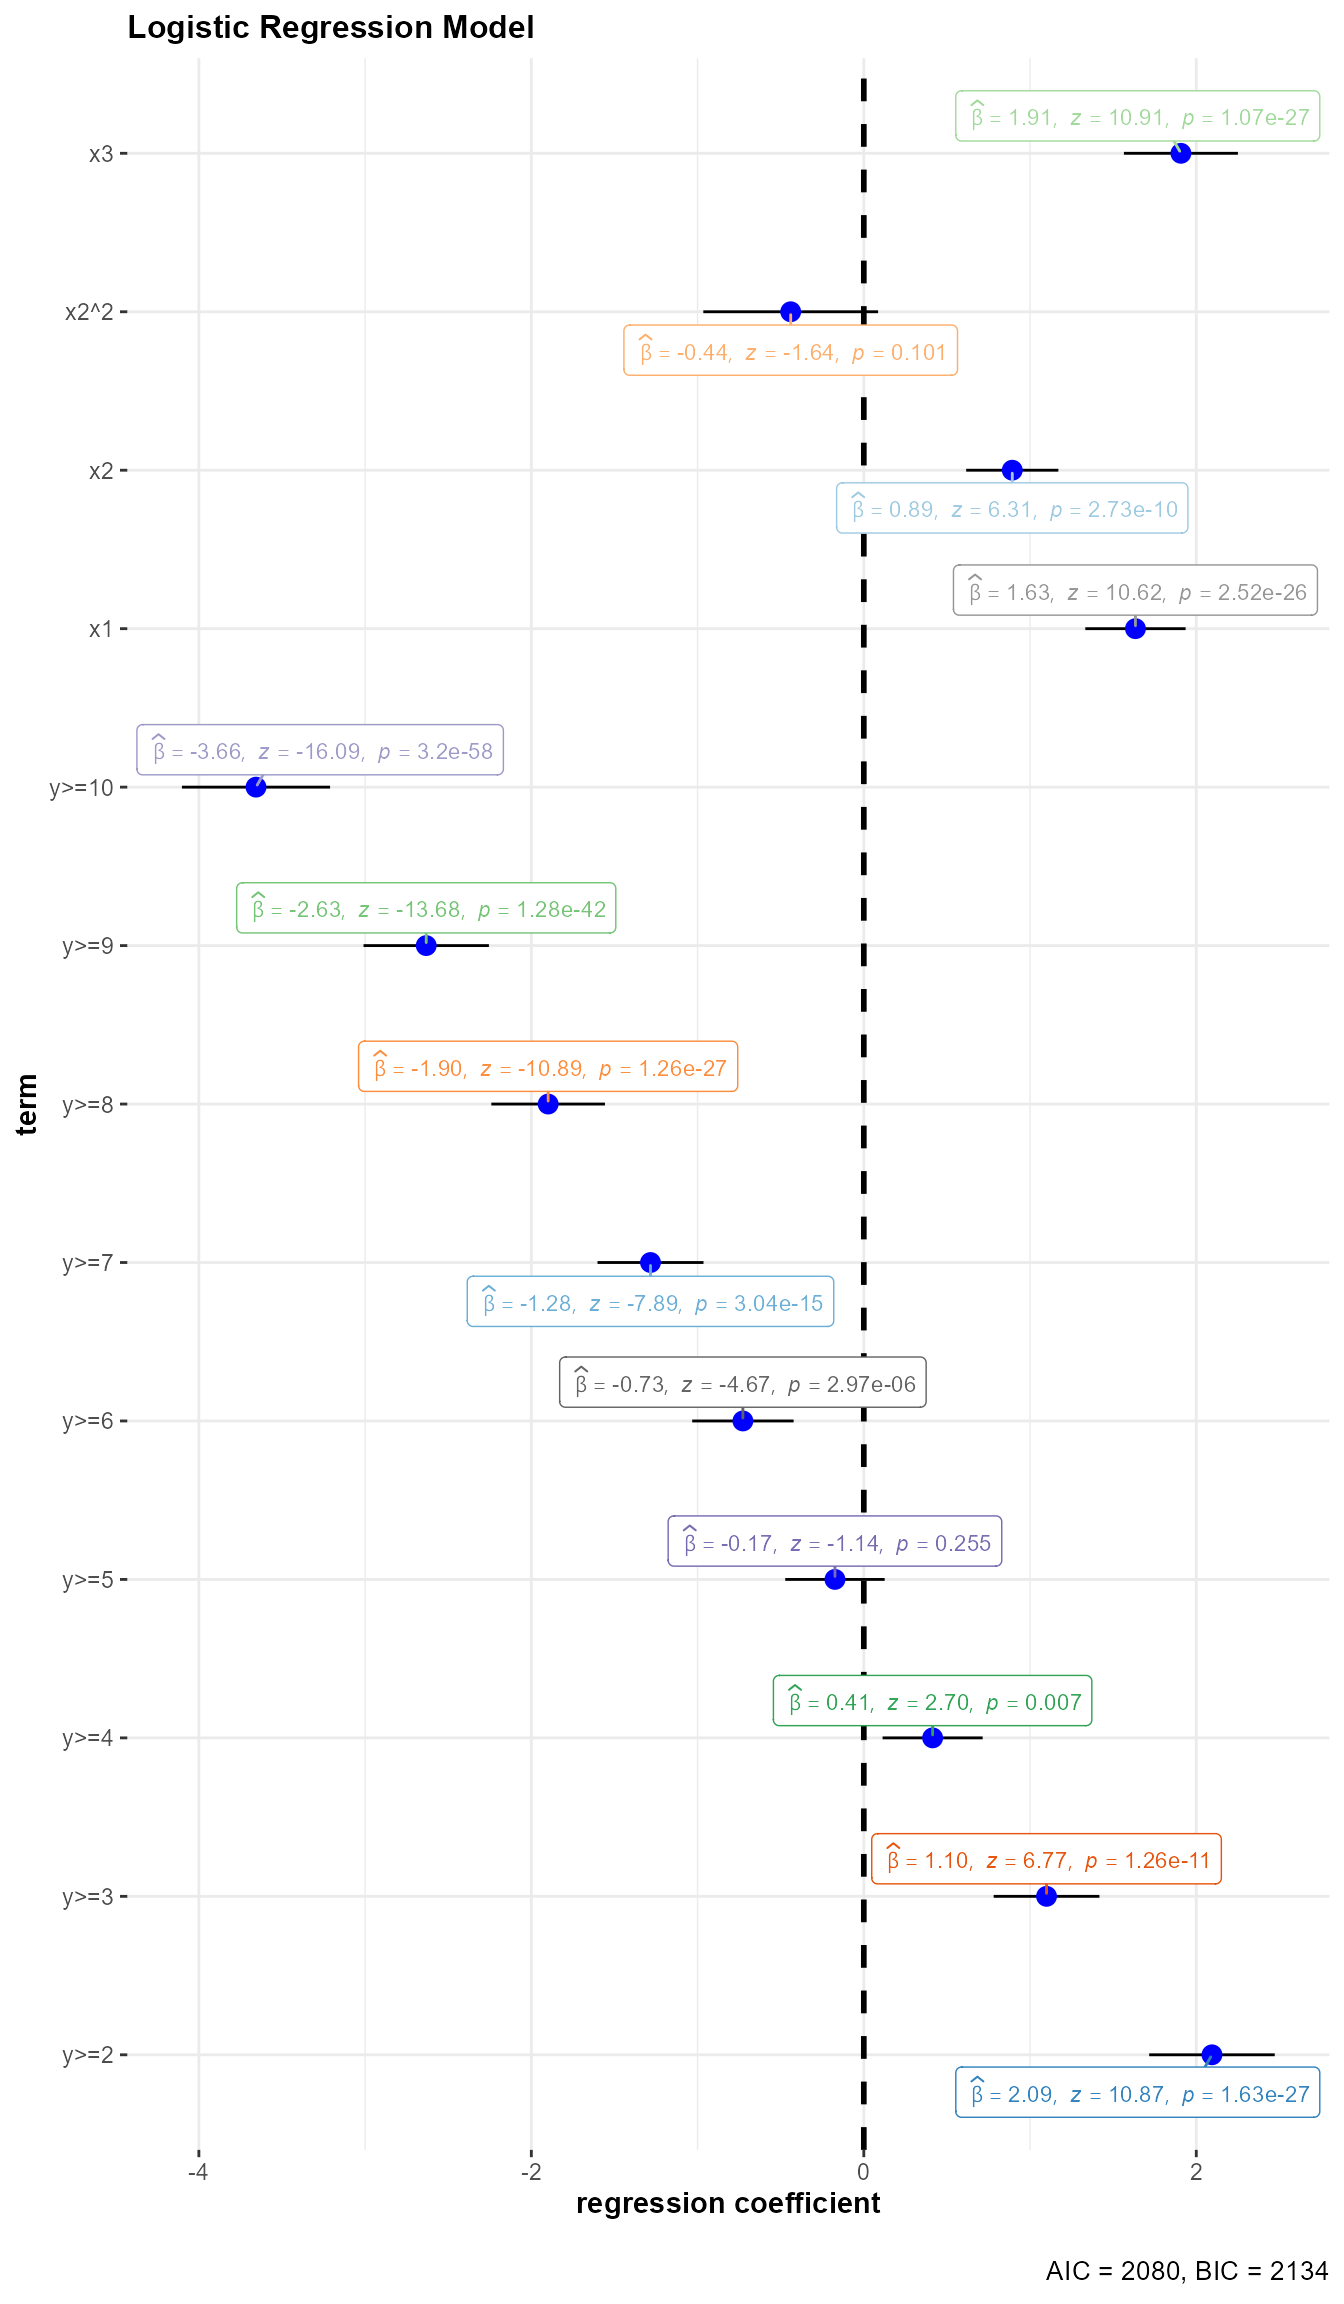 Logistic Regression Model
β̂ = 1.91, z = 10.91, p = 1.07e-27
x3
x2^2
β̂ = -0.44, z = -1.64, p = 0.101
x2
β̂ = 0.89, z = 6.31, p = 2.73e-10
β̂ = 1.63, z = 10.62, p = 2.52e-26
x1
β̂ = -3.66, z = -16.09, p = 3.2e-58
y>=10
β̂ = -2.63, z = -13.68, p = 1.28e-42
y>=9
β̂ = -1.90, z = -10.89, p = 1.26e-27
y>=8
term
y>=7
β̂ = -1.28, z = -7.89, p = 3.04e-15
β̂ = -0.73, z = -4.67, p = 2.97e-06
y>=6
β̂ = -0.17, z = -1.14, p = 0.255
y>=5
β̂ = 0.41, z = 2.70, p = 0.007
y>=4
β̂ = 1.10, z = 6.77, p = 1.26e-11
y>=3
y>=2
β̂ = 2.09, z = 10.87, p = 1.63e-27
-4 -2 0 2
regression coefficient
AIC = 2080, BIC = 2134